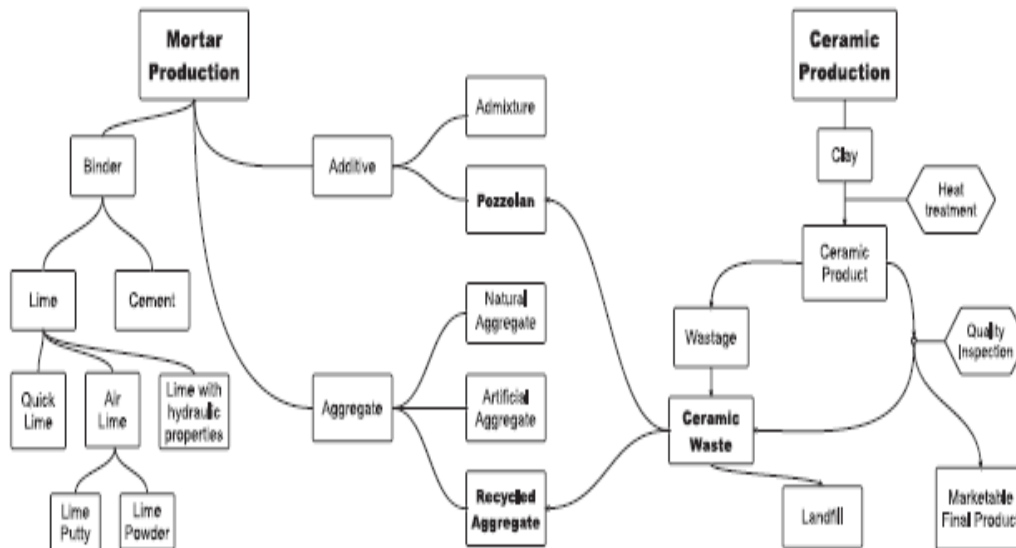 Mortar
Production
Ceramic
Production
Admixture
Binder
Additive
Clay
Pozzolan
Heat
treatment
Ceramic
Product
Lime
Cement
Natural
Aggregate
Wastage
Quality
Inspection
Quick
Lime
Air
Lime
Lime with
hydraulic
properties
Aggregate
Artificial
Aggregate
Ceramic
Waste
Lime
Putty
Lime
Powder
Recycled
Aggregate
Landfill
Marketable
Final Product